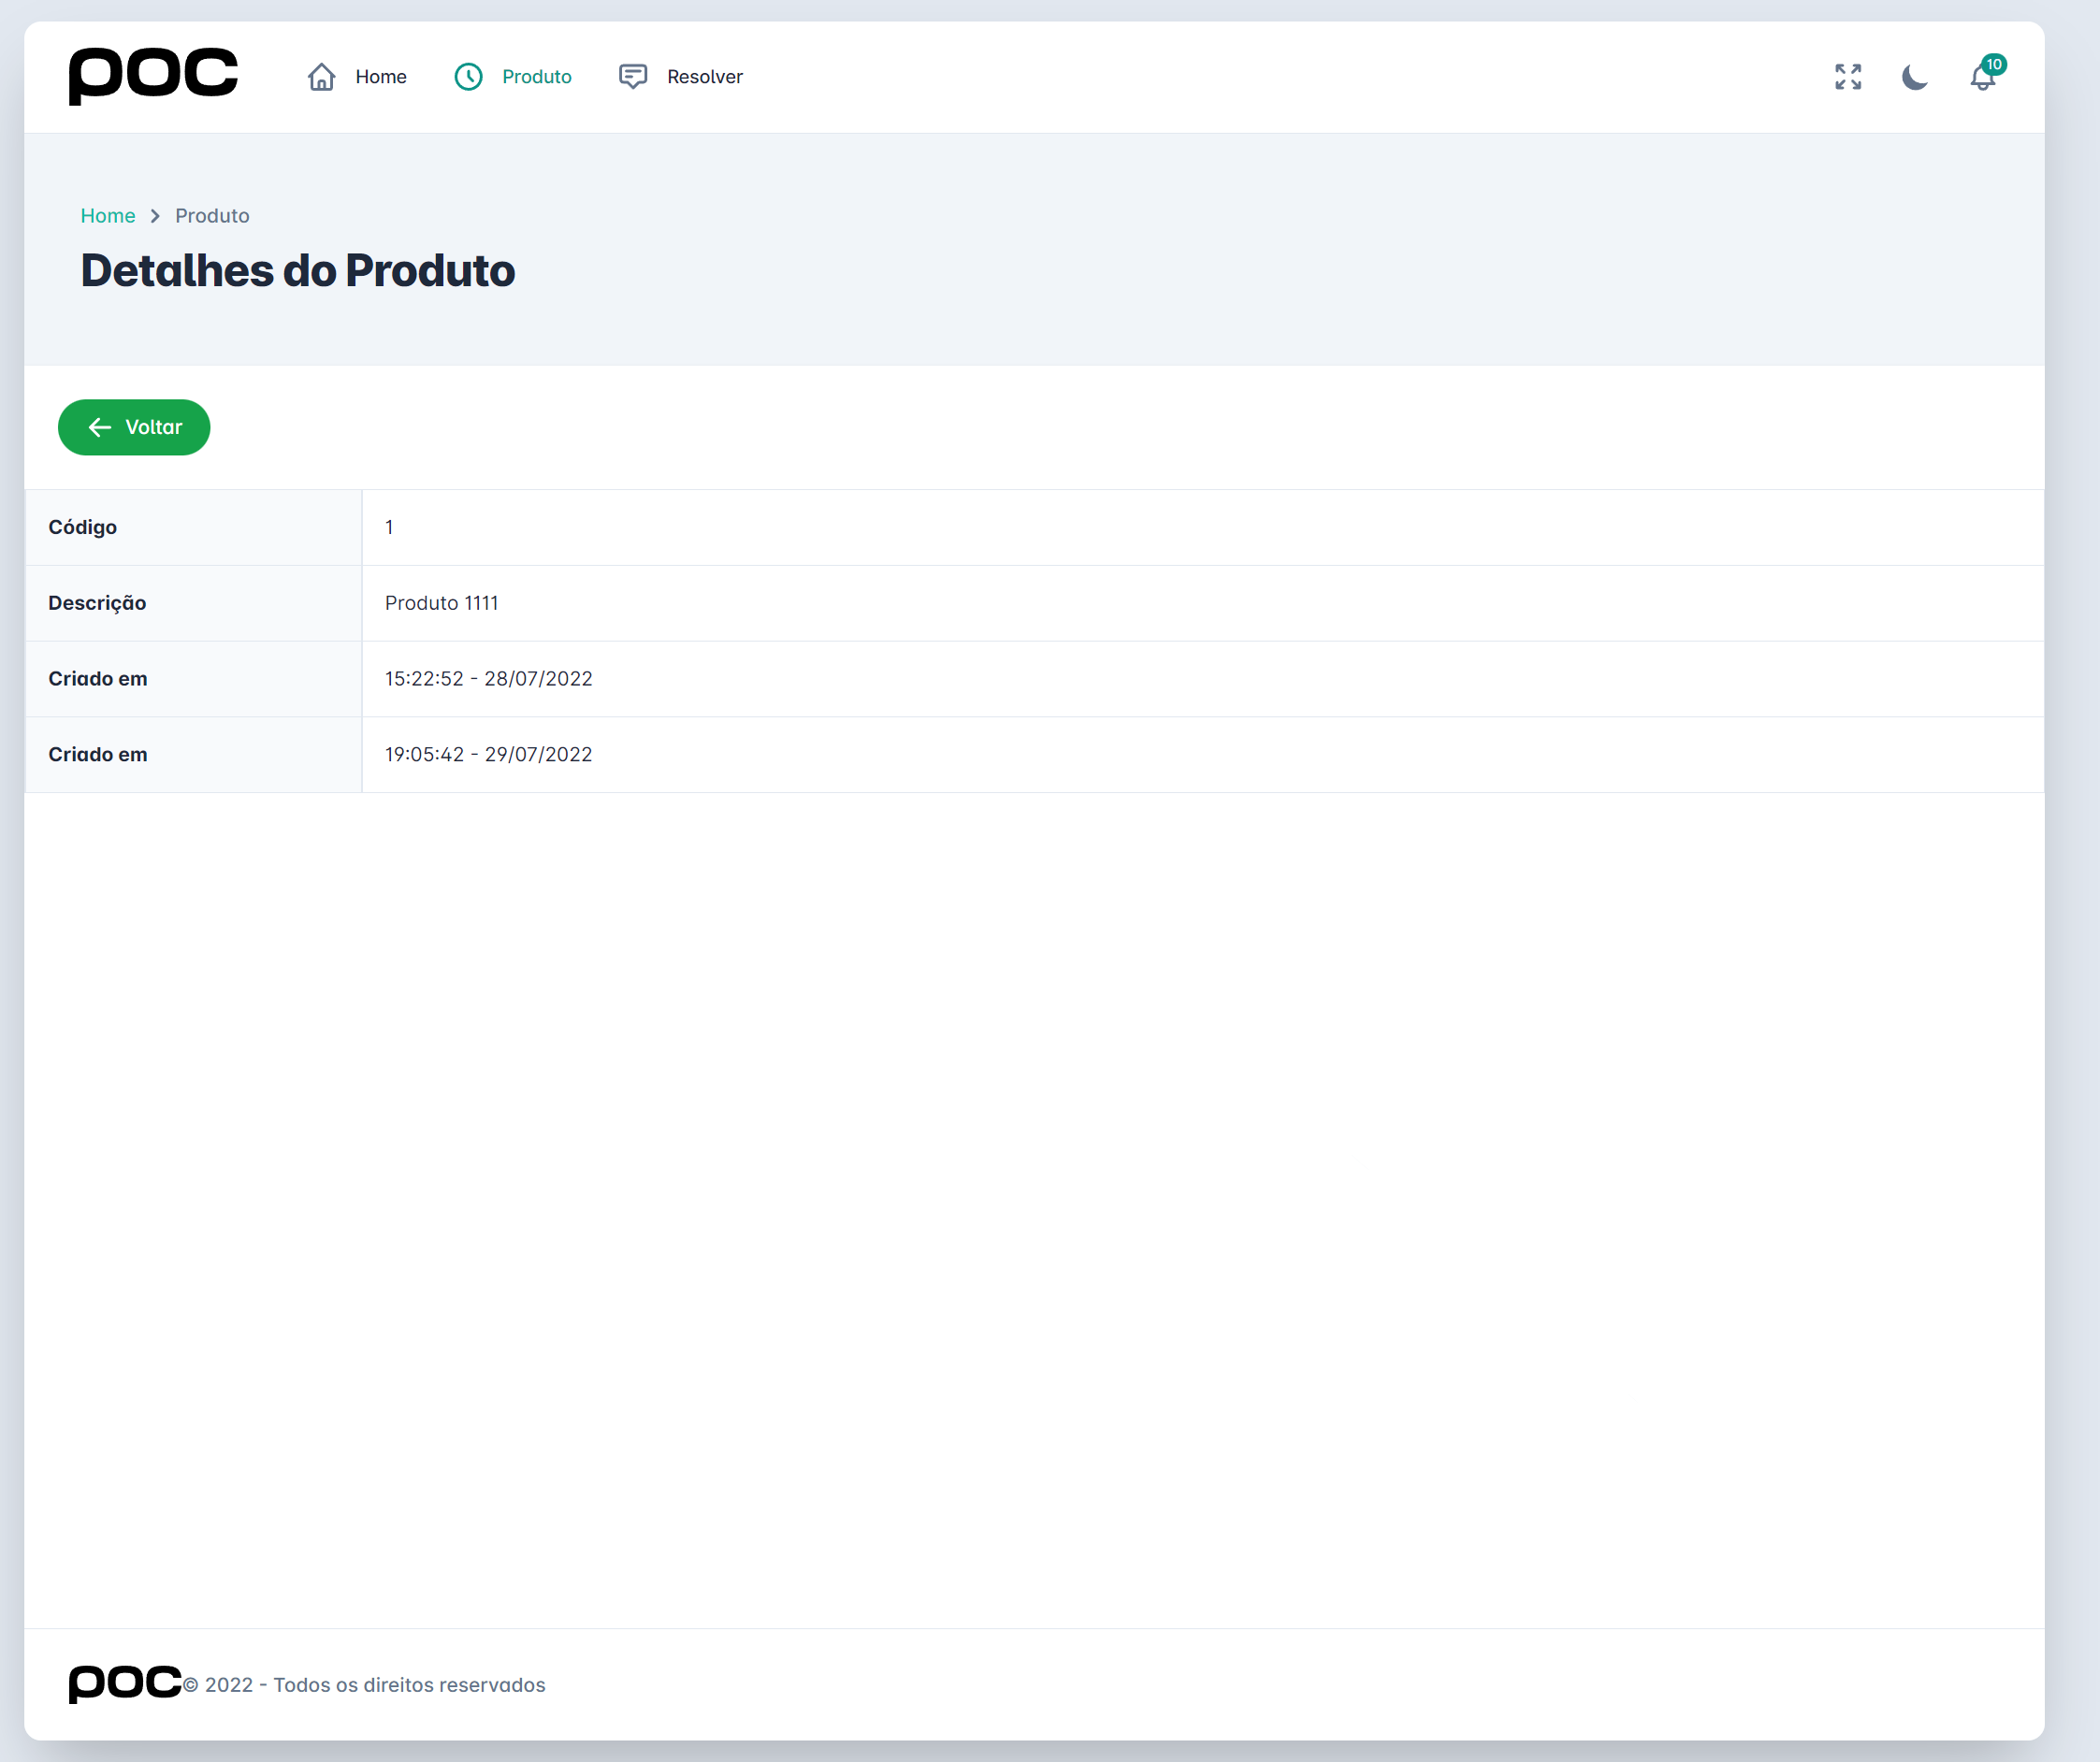 poc Home Produto Resolver 10
Home > Produto
Detalhes do Produto
Voltar
Código 1
Descrição Produto 1111
Criado em 15:22:52 - 28/07/2022
Criado em 19:05:42 - 29/07/2022
poc© 2022 - Todos os direitos reservados